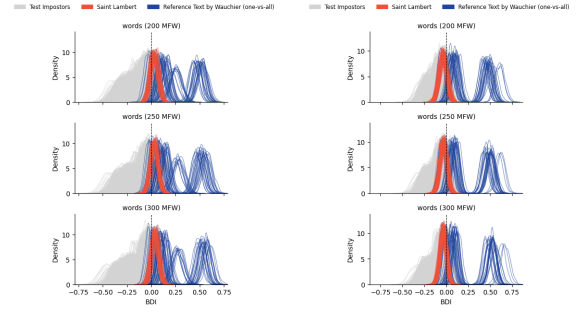 Test Impostors Saint Lambert Reference Text by Wauchier (one-vs-all)
Test Impostors Saint Lambert Reference Text by Wauchier (one-vs-all)
words (200 MFW)
Density
10
5
0
words (250 MFW)
Density
10
5
0
words (300 MFW)
Density
10
5
0
−0.75 −0.50 −0.25 0.00 0.25 0.50 0.75
BDI
words (200 MFW)
Density
10
5
0
words (250 MFW)
Density
10
5
0
words (300 MFW)
Density
10
5
0
−0.75 −0.50 −0.25 0.00 0.25 0.50 0.75
BDI